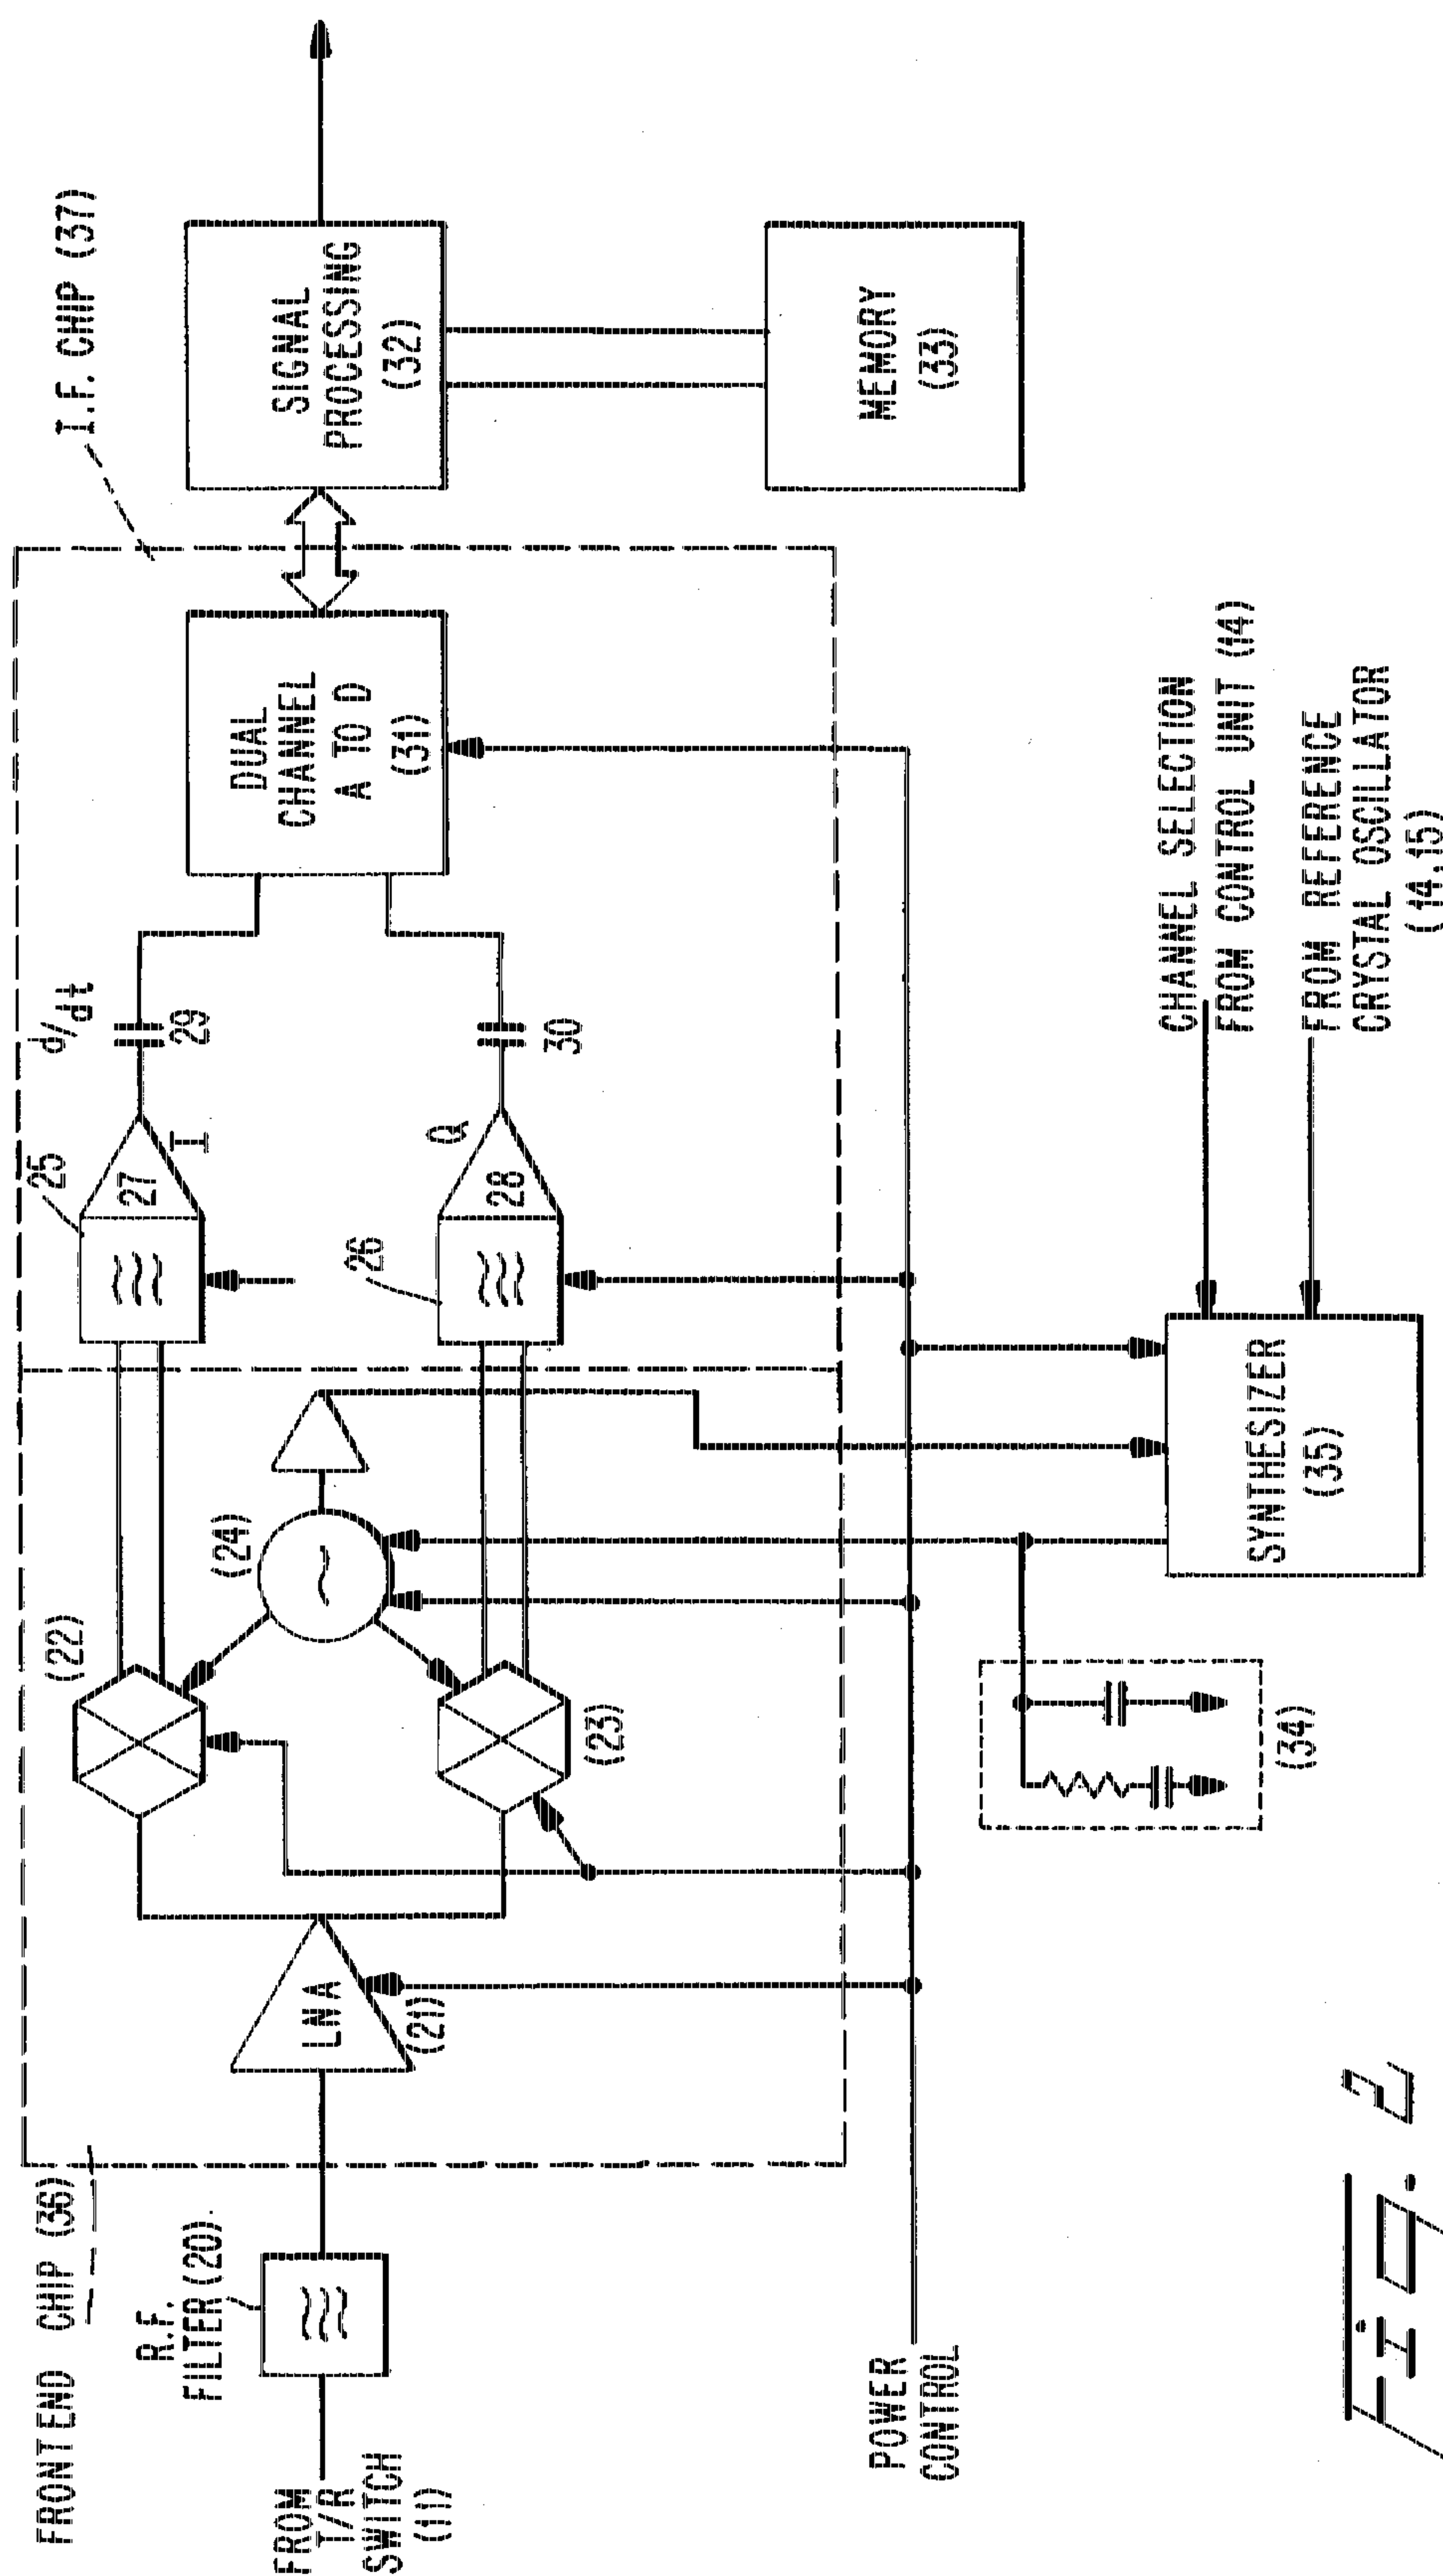 FRONTEND CHIP (36)
I.F. CHIP (37)
R.F.
FILTER (20)
FROM
T/R
SWITCH
(11)
LNA
(21)
(22)
(23)
(24)
25
26
27
28
I
Q
d/dt
29
30
DUAL
CHANNEL
A TO D
(31)
SIGNAL
PROCESSING
(32)
MEMORY
(33)
POWER
CONTROL
(34)
SYNTHESIZER
(35)
CHANNEL SELECTION
FROM CONTROL UNIT (14)
FROM REFERENCE
CRYSTAL OSCILLATOR
(14,15)
Fig. 2